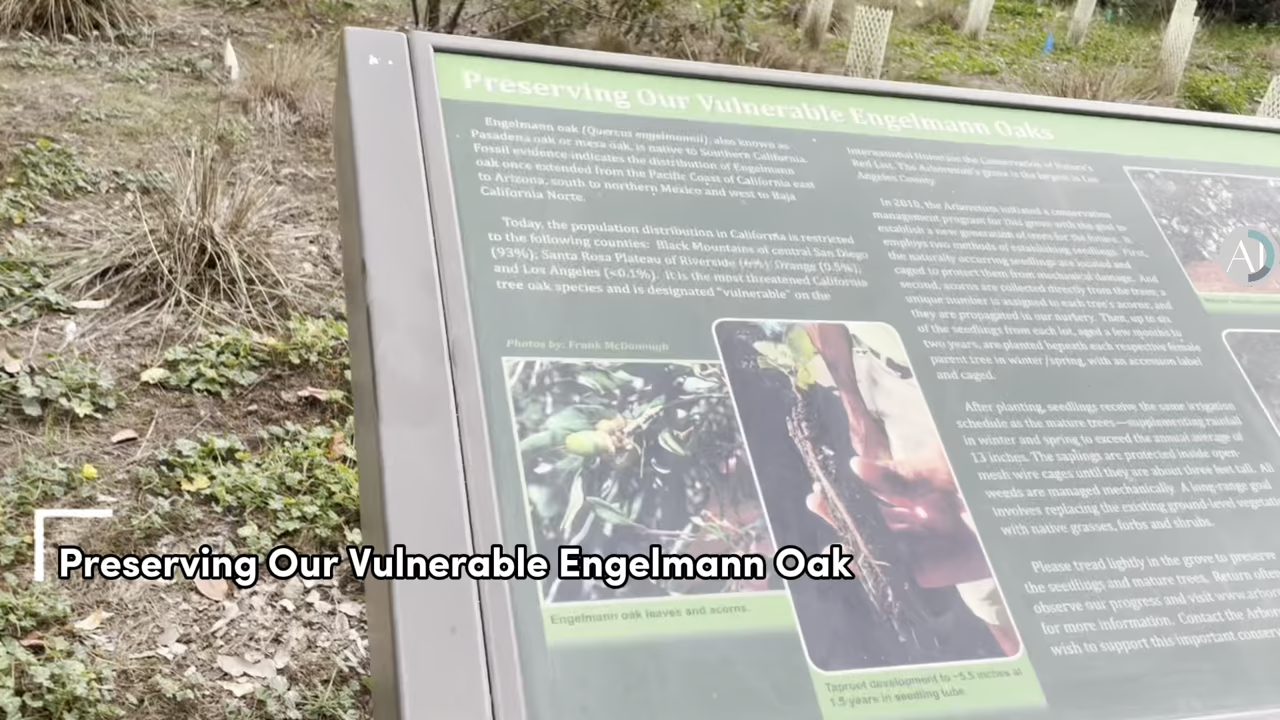 Preserving Our Vulnerable Engelmann Oaks
Engelmann oak (Quercus engelmannii), also known as
Pasadena oak or mesa oak, is native to Southern California.
Fossil evidence indicates the distribution of Engelmann
oak once extended from the Pacific Coast of California east
to Arizona, south to northern Mexico and west to Baja
California Norte.
Today, the population distribution in California is restricted
to the following counties: Black Mountains of central San Diego
(93%), Santa Rosa Plateau of Riverside (6%), Orange (0.5%),
and Los Angeles (<0.1%). It is the most threatened California
tree oak species and is designated "vulnerable" on the
Photos by: Frank McDonough
Engelmann oak leaves and acorns.
International Union for the Conservation of Nature's
Red List. The Arboretum's grove is the largest in Los
Angeles County.
In 2010, the Arboretum initiated a conservation
management program for this grove with the goal to
establish a new generation of trees for the future. It
employs two methods of establishing seedlings. First,
the naturally occurring seedlings are located and
caged to protect them from mechanical damage. And
second, acorns are collected directly from the trees, a
unique number is assigned to each tree's acorns, and
they are propagated in our nursery. Then, up to six
of the seedlings from each lot, aged a few months to
two years, are planted beneath each respective female
parent tree in winter/spring, with an accession label
and caged.
After planting, seedlings receive the same irrigation
schedule as the mature trees—supplementing rainfall
in winter and spring to exceed the annual average of
13 inches. The saplings are protected inside open-
mesh wire cages until they are about three feet tall. All
weeds are managed mechanically. A long-range goal
involves replacing the existing ground-level vegetat
with native grasses, forbs and shrubs.
Please tread lightly in the grove to preserve
the seedlings and mature trees. Return often
observe our progress and visit www.arbor
for more information. Contact the Arbor
wish to support this important conser
Taproot development to ~5.5 inches at
1.5 years in seedling tube.
AJ
Preserving Our Vulnerable Engelmann Oak